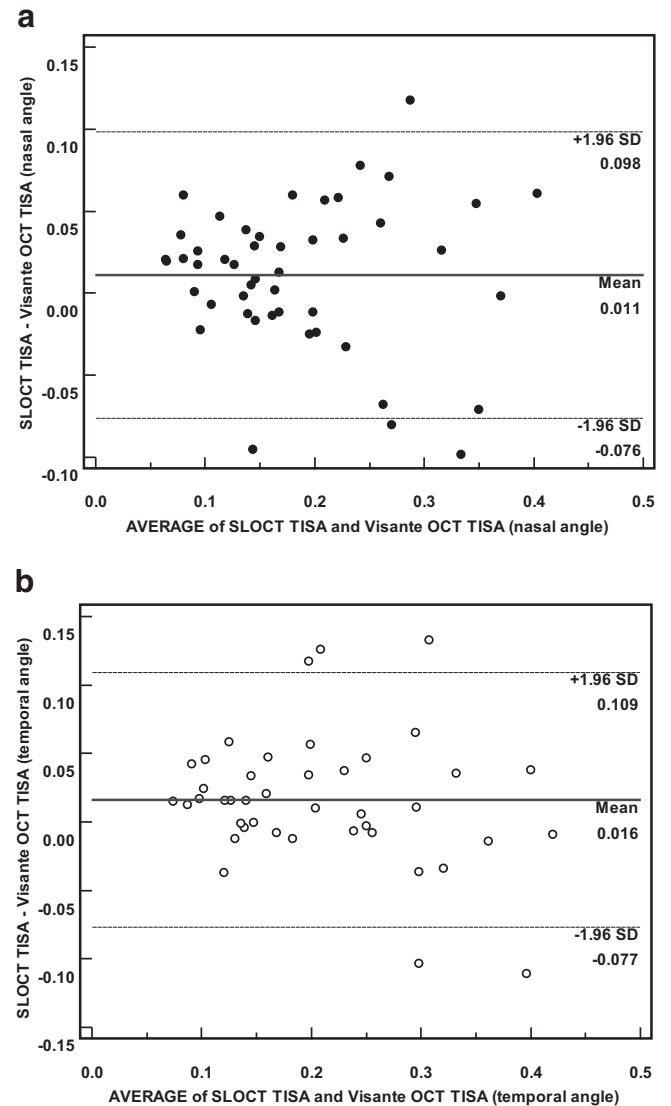 a
SLOCT TISA - Visante OCT TISA (nasal angle)
0.15
0.10
0.05
0.00
-0.05
-0.10
+1.96 SD
0.098
Mean
0.011
-1.96 SD
-0.076
0.0 0.1 0.2 0.3 0.4 0.5
AVERAGE of SLOCT TISA and Visante OCT TISA (nasal angle)
b
SLOCT TISA - Visante OCT TISA (temporal angle)
0.15
0.10
0.05
0.00
-0.05
-0.10
-0.15
+1.96 SD
0.109
Mean
0.016
-1.96 SD
-0.077
0.0 0.1 0.2 0.3 0.4 0.5
AVERAGE of SLOCT TISA and Visante OCT TISA (temporal angle)